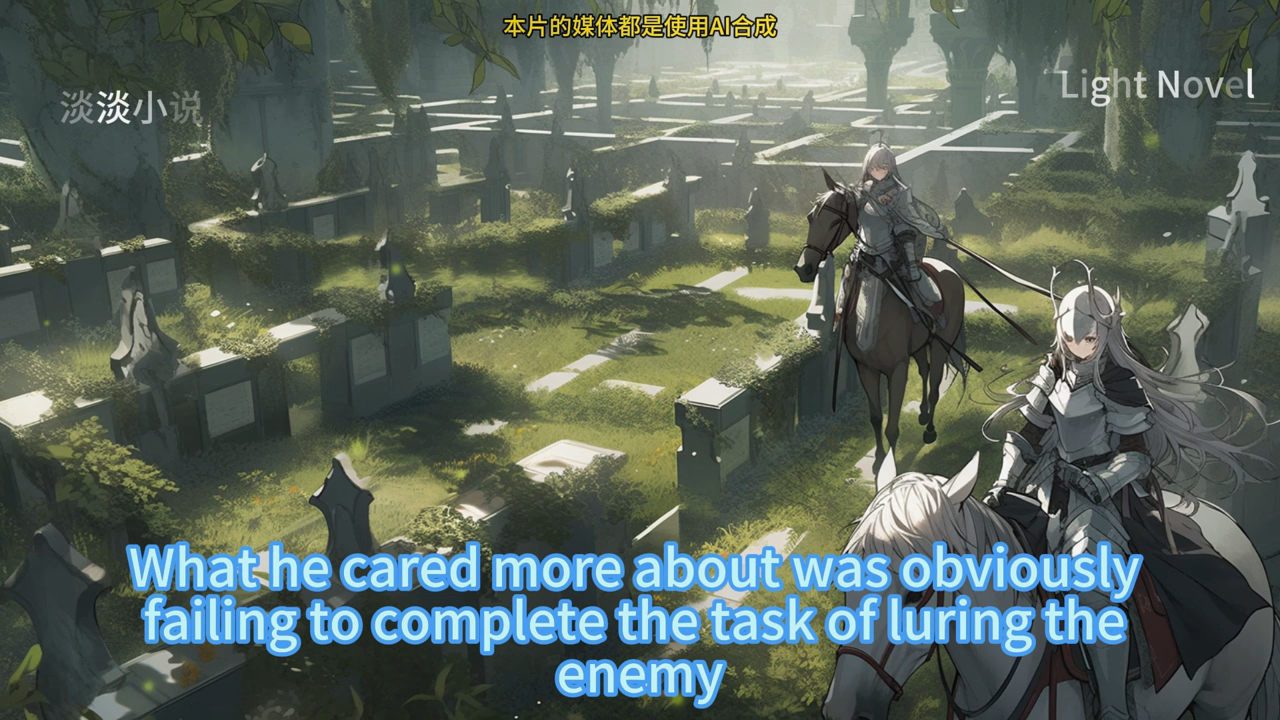 本片的媒体都是使用AI合成
淡淡小说
Light Novel
What he cared more about was obviously
failing to complete the task of luring the
enemy